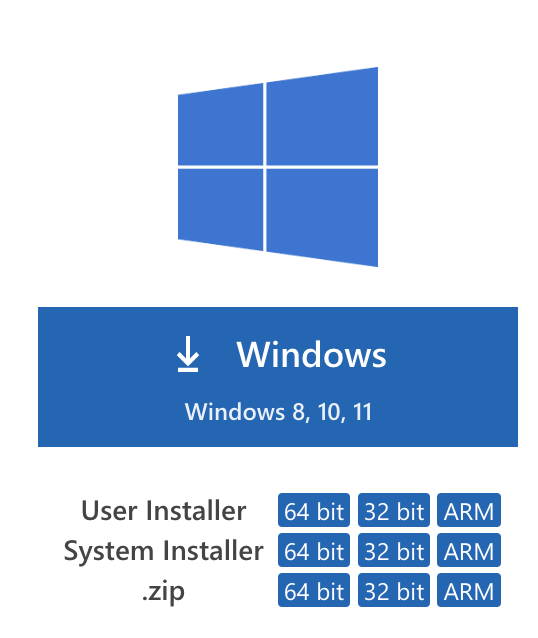 Windows
Windows 8, 10, 11
User Installer 64 bit 32 bit ARM
System Installer 64 bit 32 bit ARM
.zip 64 bit 32 bit ARM